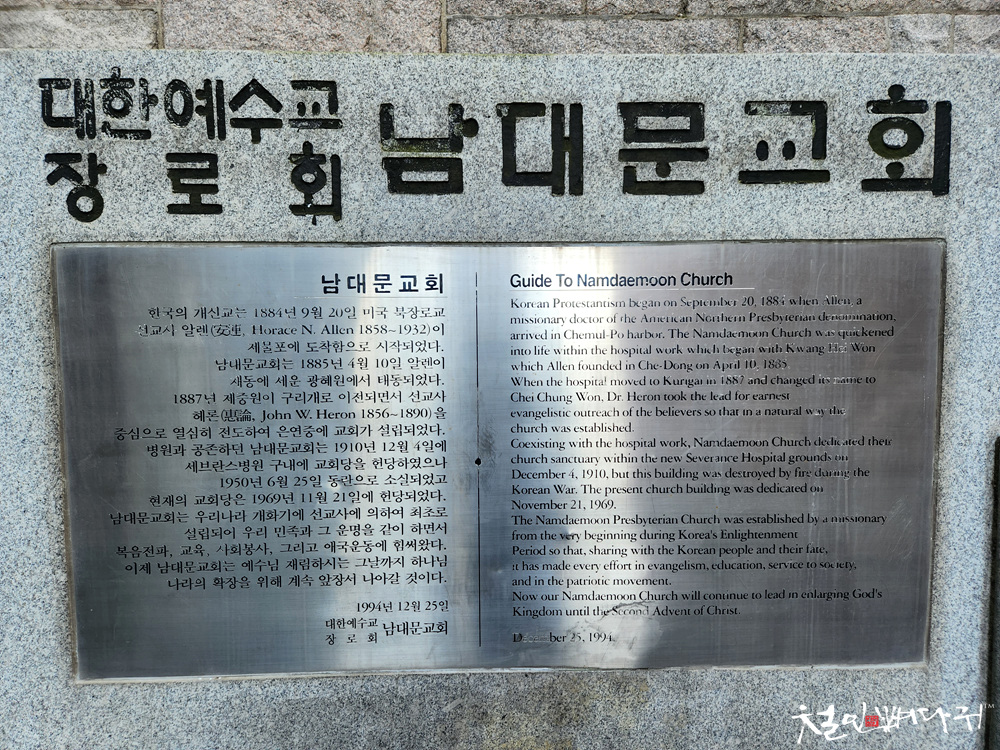 대한예수교
장로회
남대문교회
남대문교회
한국의 개신교는 1884년 9월 20일 미국 북장로교
선교사 알렌(安連, Horace N. Allen 1858~1932)이
제물포에 도착함으로 시작되었다.
남대문교회는 1885년 4월 10일 알렌이
재동에 세운 광혜원에서 태동되었다.
1887년 제중원이 구리개로 이전되면서 선교사
헤론(惠論, John W. Heron 1856~1890)을
중심으로 열심히 전도하여 은연중에 교회가 설립되었다.
병원과 공존하던 남대문교회는 1910년 12월 4일에
세브란스병원 구내에 교회당을 헌당하였으나
1950년 6월 25일 동란으로 소실되었고
현재의 교회당은 1969년 11월 21일에 헌당되었다.
남대문교회는 우리나라 개화기에 선교사에 의하여 최초로
설립되어 우리 민족과 그 운명을 같이 하면서
복음전파, 교육, 사회봉사, 그리고 애국운동에 힘써왔다.
이제 남대문교회는 예수님 재림하시는 그날까지 하나님
나라의 확장을 위해 계속 앞장서 나아갈 것이다.
1994년 12월 25일
대한예수교
장로회 남대문교회
Guide To Namdaemoon Church
Korean Protestantism began on September 20, 1884 when Allen, a
missionary doctor of the American Northern Presbyterian denomination,
arrived in Chemul-Po harbor. The Namdaemoon Church was quickened
into life within the hospital work which began with Kwang Hei Won
which Allen founded in Che-Dong on April 10, 1885.
When the hospital moved to Kurigai in 1887 and changed its name to
Chei Chung Won, Dr. Heron took the lead for earnest
evangelistic outreach of the believers so that in a natural way the
church was established.
Coexisting with the hospital work, Namdaemoon Church dedicated their
church sanctuary within the new Severance Hospital grounds on
December 4, 1910, but this building was destroyed by fire during the
Korean War. The present church building was dedicated on
November 21, 1969.
The Namdaemoon Presbyterian Church was established by a missionary
from the very beginning during Korea's Enlightenment
Period so that, sharing with the Korean people and their fate,
it has made every effort in evangelism, education, service to society,
and in the patriotic movement.
Now our Namdaemoon Church will continue to lead in enlarging God's
Kingdom until the Second Advent of Christ.
December 25, 1994.